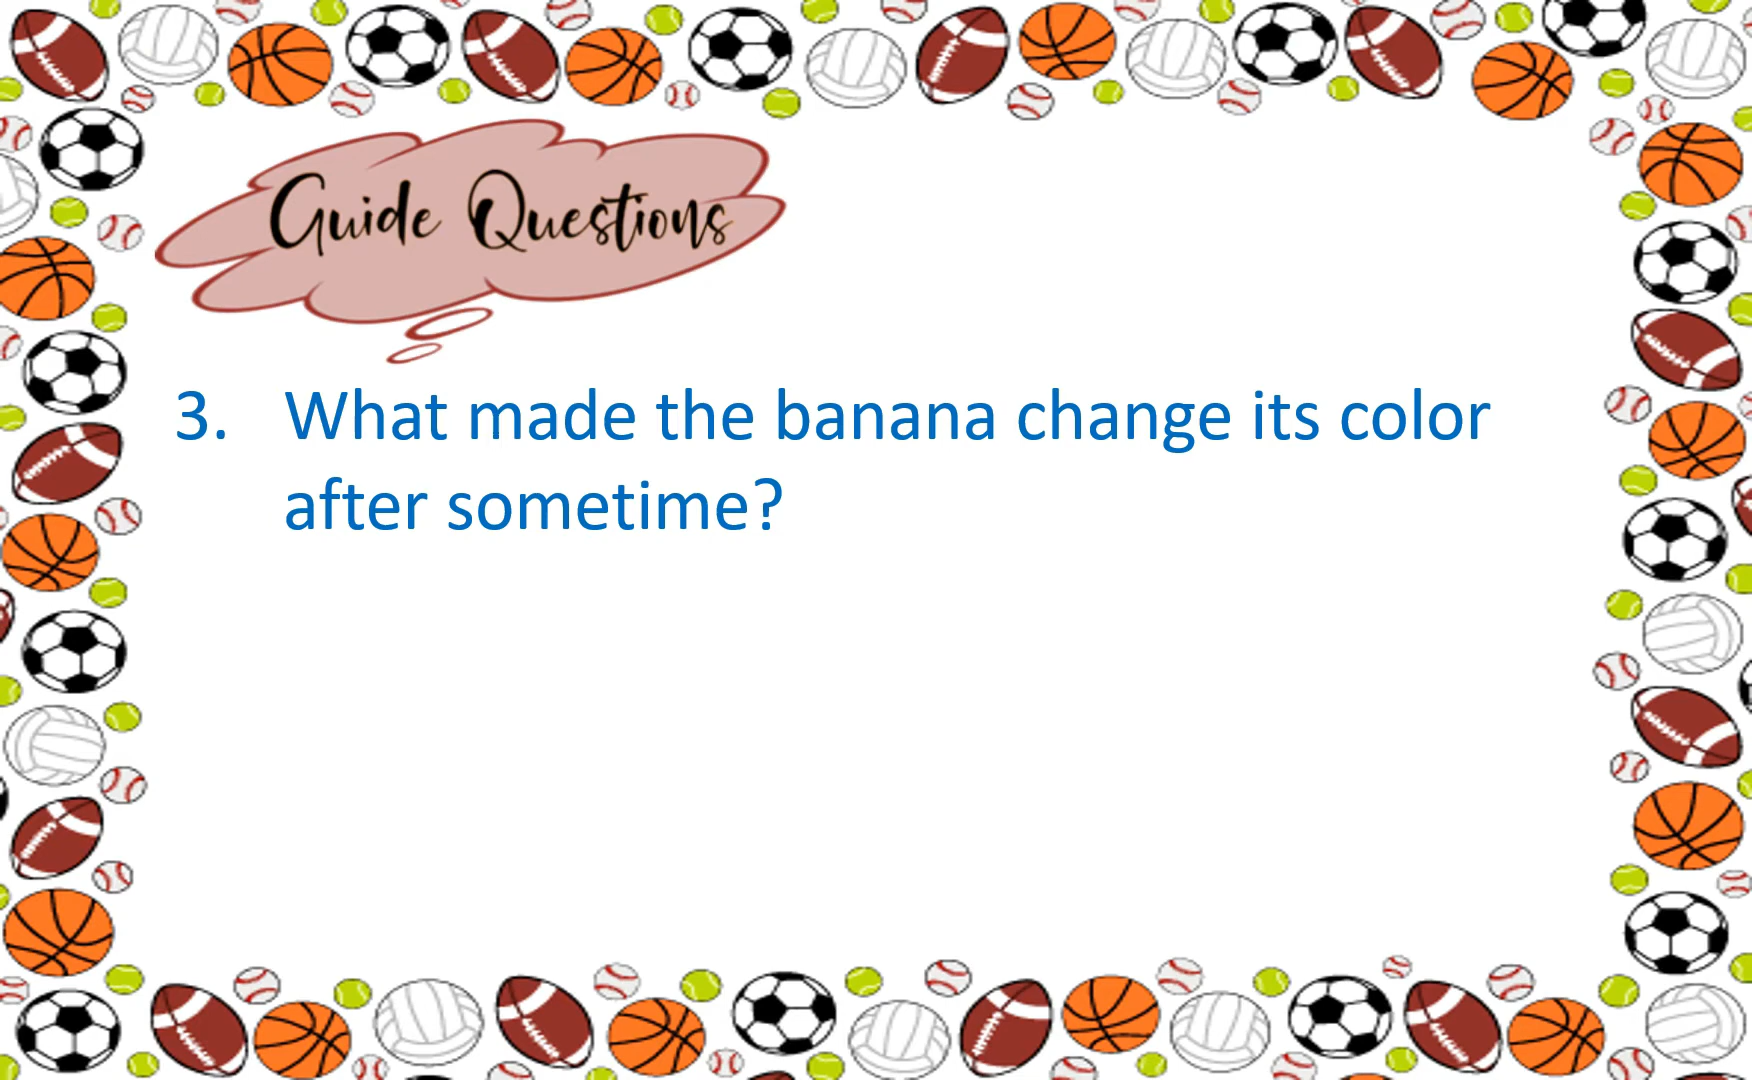 Guide Questions
3. What made the banana change its color
after sometime?